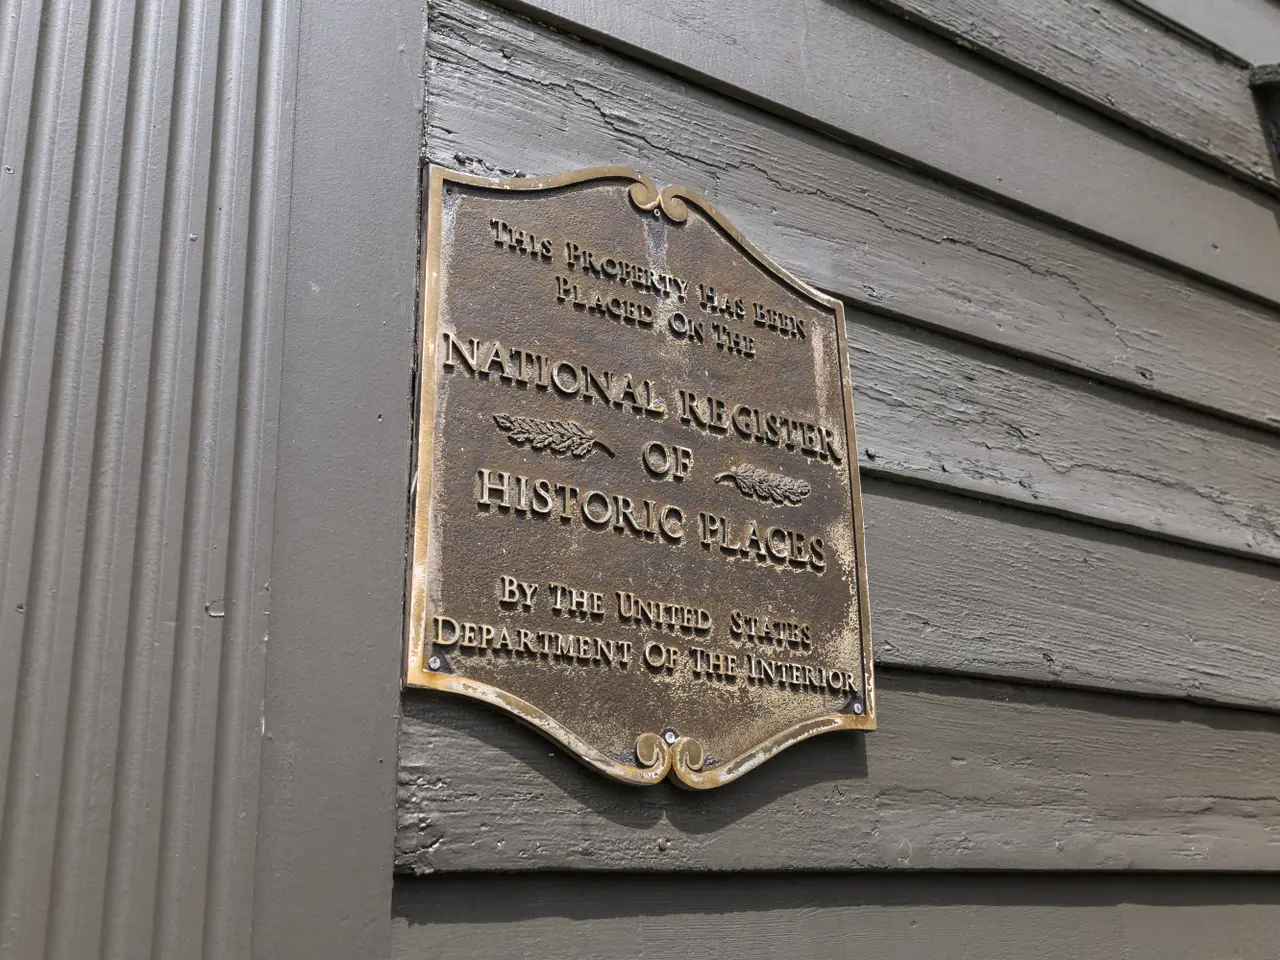 This Property Has Been
Placed On The
National Register
of
Historic Places
By The United States
Department Of The Interior